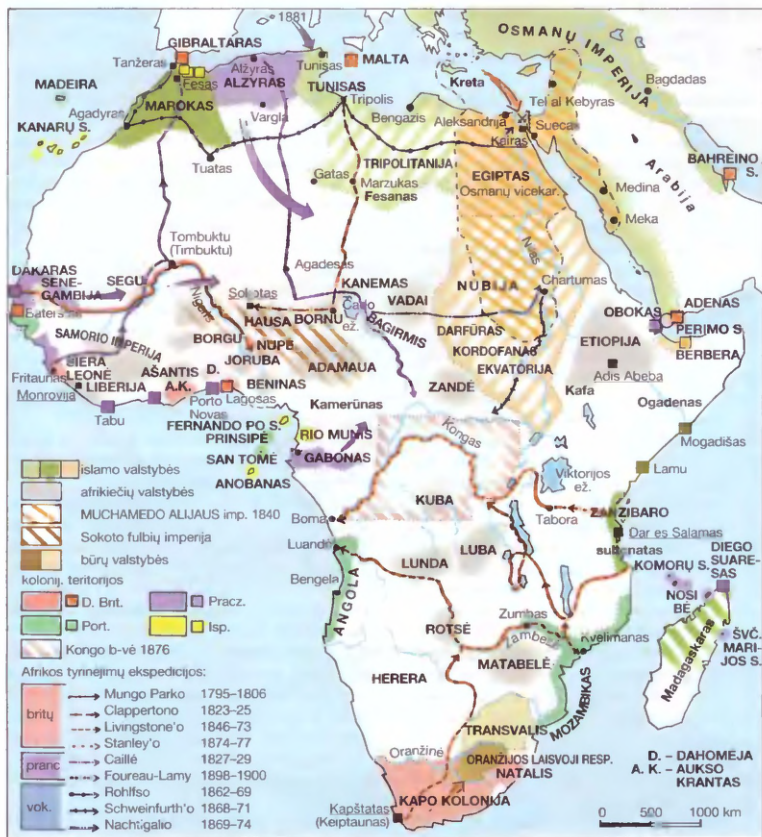 1881
OSMANŲ IMPERIJA
GIBRALTARAS
Tanžeras
Alžyras
Tunisas
MALTA
MADEIRA
Fesas
ALZYRAS
TUNISAS
Kreta
Bagdadas
MAROKAS
Tripolis
Tel al Kebyras
Agadyras
Vargla
Bengazis
Aleksandrija
Suecas
KANARŲ S.
Kairas
Tuatas
TRIPOLITANIJA
EGIPTAS
BAHREINO
S.
Gatas
Marzukas
Osmanų vicekar.
Arabija
Fesanas
Medina
Meka
Tombuktu
(Timbuktu)
Nilas
Agadesas
NUBIJA
DAKARAS
SENE-
GAMBIJA
SEGU
KANEMAS
Chartumas
Sokotas
VADAI
OBOKAS
ADENAS
Nigeris
HAUSA
BORNU
ež.
BAGIRMIS
PERIMO S.
SAMORIO IMPERIJA
BORGU
NUPĖ
DARFŪRAS
ETIOPIJA
BERBERA
JORUBA
KORDOFANAS
SIERA
LEONĖ
AŠANTIS
D.
ADAMAUA
EKVATORIJA
Adis Abeba
Fritaunas
LIBERIJA
A. K.
BENINAS
ZANDĖ
Kafa
Monrovija
Porto
Novas
Lagosas
Kamerūnas
Ogadenas
Tabu
FERNANDO PO S.
Kongas
PRINSIPĖ
RIO MUNIS
Mogadišas
SAN TOMĖ
GABONAS
Viktorijos
ež.
Lamu
ANOBANAS
islamo valstybės
afrikiečių valstybės
KUBA
MUCHAMEDO ALIJAUS imp. 1840
Boma
Tabora
ZANZIBARO
Sokoto fulbių imperija
Dar es Salamas
būrų valstybės
Luanda
LUBA
sultanatas
DIEGO
SUARE-
SAS
kolonij. teritorijos
LUNDA
KOMORŲ S.
D. Brit.
Pracz.
Bengela
NOSI
BĖ
Port.
Isp.
ANGOLA
Zumbas
ŠVČ.
MARI-
JOS S.
Kongo b-vė 1876
ROTSĖ
Zambezė
Kvelimanas
Madagaskaras
Afrikos tyrinėjimų ekspedicijos:
MATABELĖ
HERERA
MOZAMBIKAS
britų
Mungo Parko 1795–1806
Clappertono 1823–25
Livingstone'o 1846–73
Stanley'o 1874–77
TRANSVALIS
pranc
Caillé 1827–29
Oranžinė
Foureau-Lamy 1898–1900
ORANŽIJOS LAISVOJI RESP.
D. – DAHOMĖJA
NATALIS
A. K. – AUKSO
KRANTAS
vok.
Rohlfso 1862–69
Schweinfurth'o 1868–71
Nachtigalio 1869–74
KAPO KOLONIJA
Kapštatas
(Keiptaunas)
0 500 1000 km